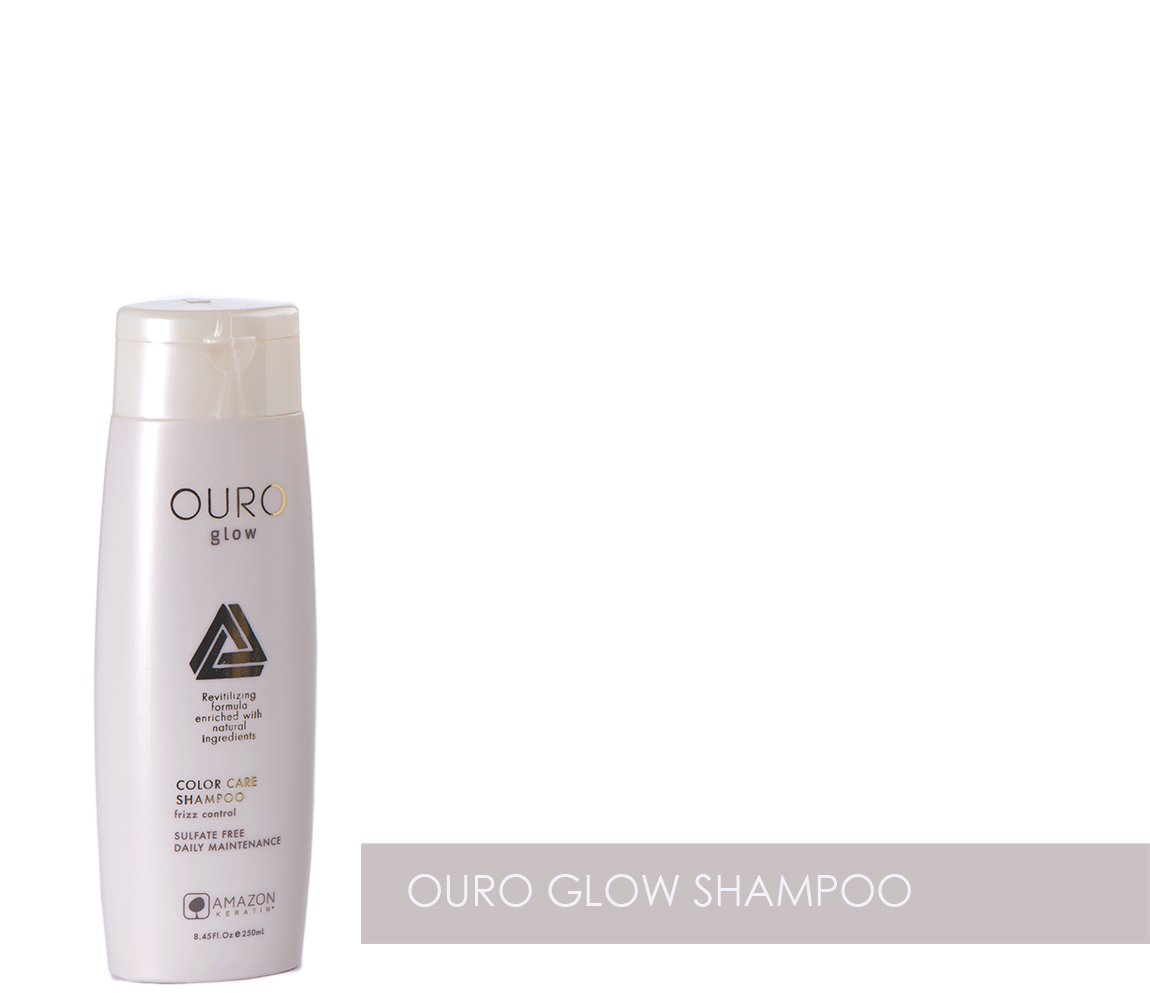 OURO
glow
Revitilizing
formula
enriched with
natural
ingredients
COLOR CARE
SHAMPOO
frizz control
SULFATE FREE
DAILY MAINTENANCE
AMAZON
KERATIN
8.45Fl.Oz e 250mL
OURO GLOW SHAMPOO